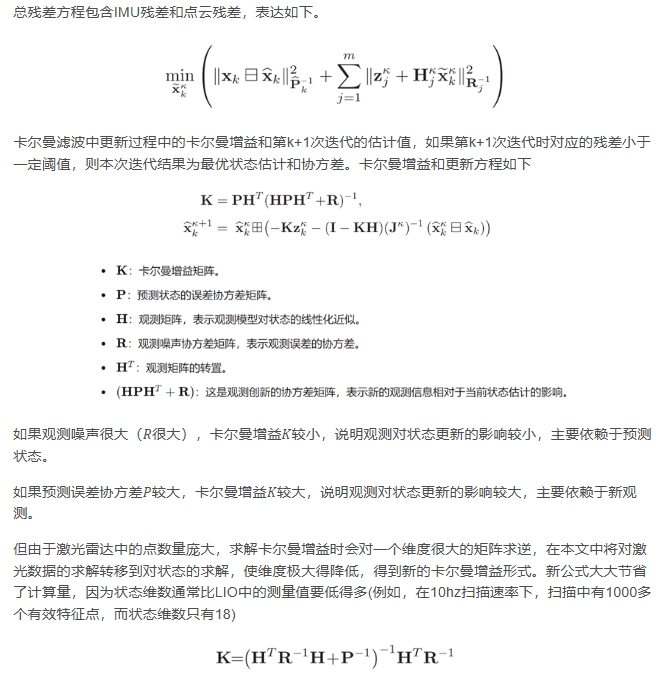 总残差方程包含IMU残差和点云残差，表达如下。
$$\min_{\widetilde{\mathbf{x}}_k^\kappa} \left( \|\mathbf{x}_k \boxminus \widehat{\mathbf{x}}_k\|_{\widehat{\mathbf{P}}_k^{-1}}^2 + \sum_{j=1}^{m} \|\mathbf{z}_j^\kappa + \mathbf{H}_j^\kappa \widetilde{\mathbf{x}}_k^\kappa\|_{\mathbf{R}_j^{-1}}^2 \right)$$
卡尔曼滤波中更新过程中的卡尔曼增益和第k+1次迭代的估计值，如果第k+1次迭代时对应的残差小于
一定阈值，则本次迭代结果为最优状态估计和协方差。卡尔曼增益和更新方程如下
$$\mathbf{K} = \mathbf{P}\mathbf{H}^T(\mathbf{H}\mathbf{P}\mathbf{H}^T+\mathbf{R})^{-1},$$
$$\widehat{\mathbf{x}}_k^{\kappa+1} = \widehat{\mathbf{x}}_k^\kappa \boxplus \left(-\mathbf{K}\mathbf{z}_k^\kappa - (\mathbf{I}-\mathbf{K}\mathbf{H})(\mathbf{J}^\kappa)^{-1}\left(\widehat{\mathbf{x}}_k^\kappa \boxminus \widehat{\mathbf{x}}_k\right)\right)$$
• K：卡尔曼增益矩阵。
• P：预测状态的误差协方差矩阵。
• H：观测矩阵，表示观测模型对状态的线性化近似。
• R：观测噪声协方差矩阵，表示观测误差的协方差。
• $\mathbf{H}^T$：观测矩阵的转置。
• $(\mathbf{H}\mathbf{P}\mathbf{H}^T + \mathbf{R})$：这是观测创新的协方差矩阵，表示新的观测信息相对于当前状态估计的影响。
如果观测噪声很大（R很大），卡尔曼增益K较小，说明观测对状态更新的影响较小，主要依赖于预测
状态。
如果预测误差协方差P较大，卡尔曼增益K较大，说明观测对状态更新的影响较大，主要依赖于新观
测。
但由于激光雷达中的点数量庞大，求解卡尔曼增益时会对一个维度很大的矩阵求逆，在本文中将对激
光数据的求解转移到对状态的求解，使维度极大得降低，得到新的卡尔曼增益形式。新公式大大节省
了计算量，因为状态维数通常比LIO中的测量值要低得多(例如，在10hz扫描速率下，扫描中有1000多
个有效特征点，而状态维数只有18)
$$\mathbf{K}=\left(\mathbf{H}^T\mathbf{R}^{-1}\mathbf{H}+\mathbf{P}^{-1}\right)^{-1}\mathbf{H}^T\mathbf{R}^{-1}$$